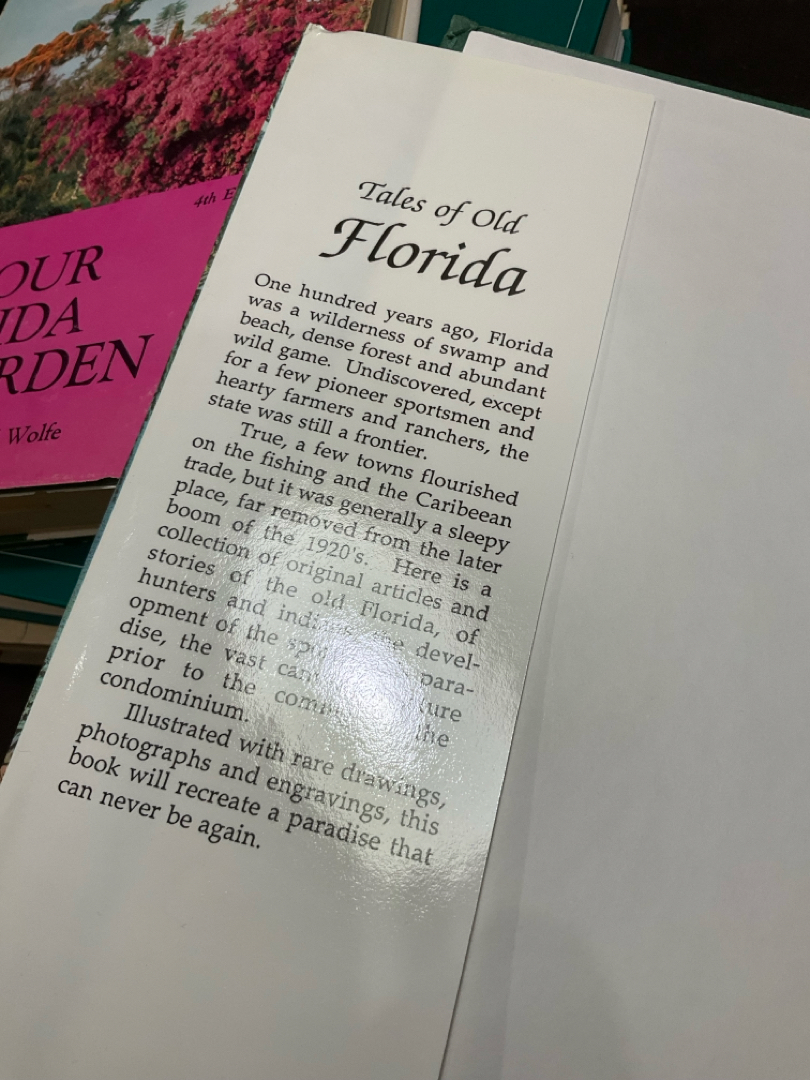 4th E
OUR
IDA
RDEN
Wolfe
Tales of Old
Florida
One hundred years ago, Florida
was a wilderness of swamp and
beach, dense forest and abundant
wild game. Undiscovered, except
for a few pioneer sportsmen and
hearty farmers and ranchers, the
state was still a frontier.
True, a few towns flourished
on the fishing and the Caribeean
trade, but it was generally a sleepy
place, far removed from the later
boom of the 1920's. Here is a
collection of original articles and
stories of the old Florida, of
hunters and the devel-
opment of the para-
dise, the vast
prior to the the
condominium.
Illustrated with rare drawings,
photographs and engravings, this
book will recreate a paradise that
can never be again.